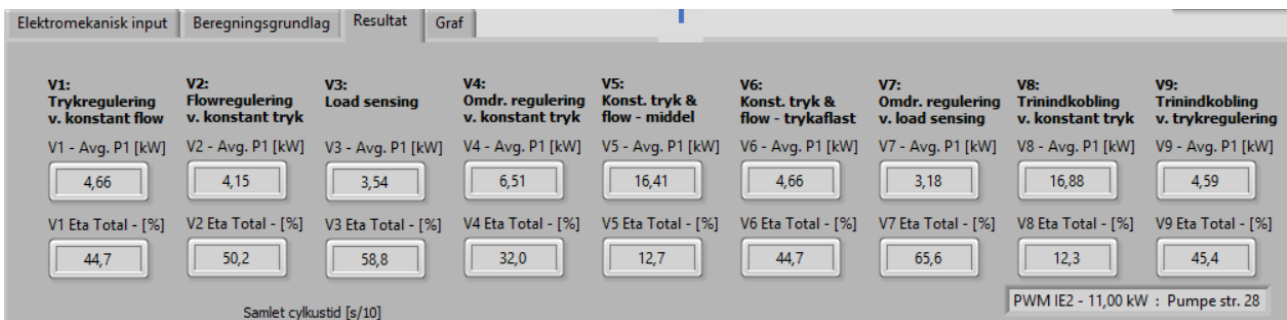 Elektromekanisk input Beregningsgrundlag Resultat Graf
V1: V2: V3: V4: V5: V6: V7: V8: V9:
Trykregulering Flowregulering Load sensing Omdr. regulering Konst. tryk & Konst. tryk & Omdr. regulering Trinindkobling Trinindkobling
v. konstant flow v. konstant tryk v. konstant tryk flow - middel flow - trykaflast v. load sensing v. konstant tryk v. trykregulering
V1 - Avg. P1 [kW] V2 - Avg. P1 [kW] V3 - Avg. P1 [kW] V4 - Avg. P1 [kW] V5 - Avg. P1 [kW] V6 - Avg. P1 [kW] V7 - Avg. P1 [kW] V8 - Avg. P1 [kW] V9 - Avg. P1 [kW]
4,66 4,15 3,54 6,51 16,41 4,66 3,18 16,88 4,59
V1 Eta Total - [%] V2 Eta Total - [%] V3 Eta Total - [%] V4 Eta Total - [%] V5 Eta Total - [%] V6 Eta Total - [%] V7 Eta Total - [%] V8 Eta Total - [%] V9 Eta Total - [%]
44,7 50,2 58,8 32,0 12,7 44,7 65,6 12,3 45,4
PWM IE2 - 11,00 kW : Pumpe str. 28
Samlet cylkustid [s/10]